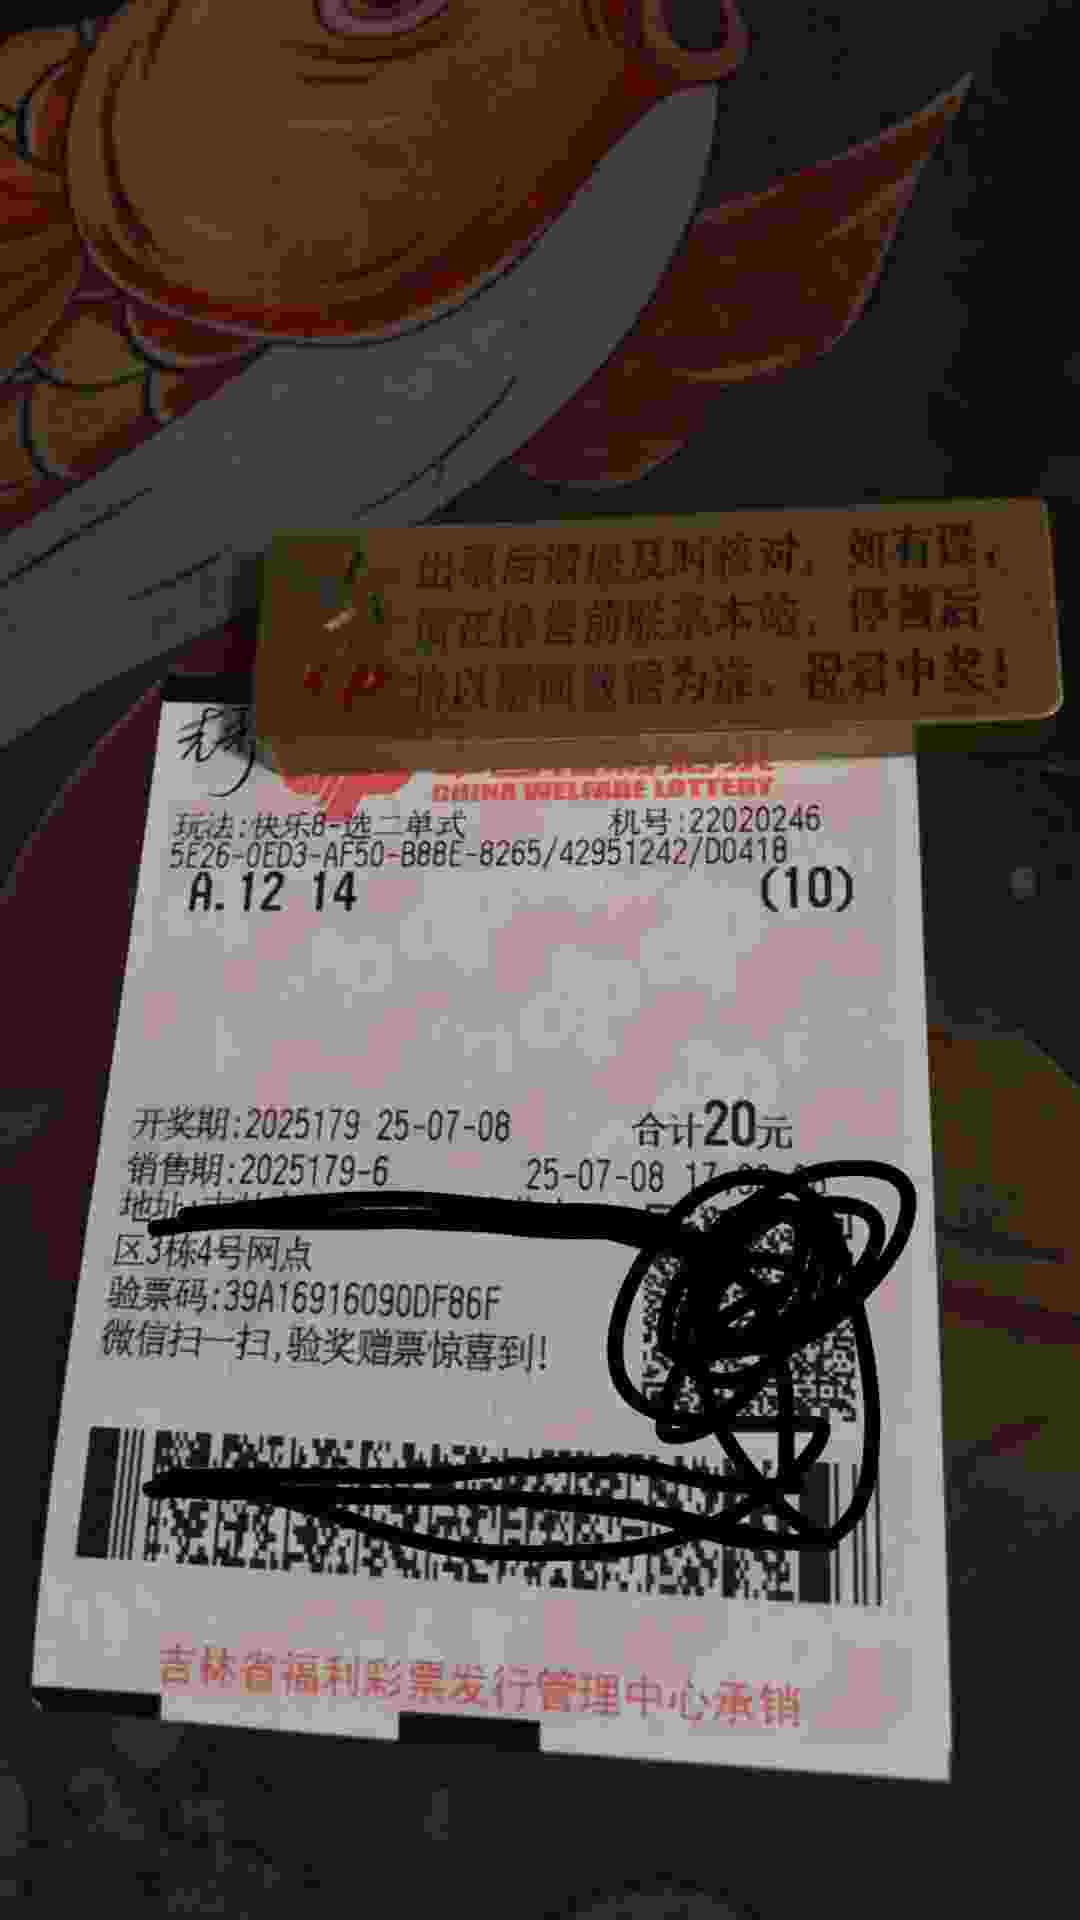 出票后请您及时核对，如有误，
请在停售前联系本站，停售后
将以票面数据为准。祝君中奖！
CHINA WELFARE LOTTERY
玩法:快乐8-选二单式 机号:22020246
5E26-0ED3-AF50-B88E-8265/42951242/D0418
A.12 14 (10)
开奖期:2025179 25-07-08 合计20元
销售期:2025179-6 25-07-08
地址:
区3栋4号网点
验票码:39A16916090DF86F
微信扫一扫,验奖赠票惊喜到!
吉林省福利彩票发行管理中心承销